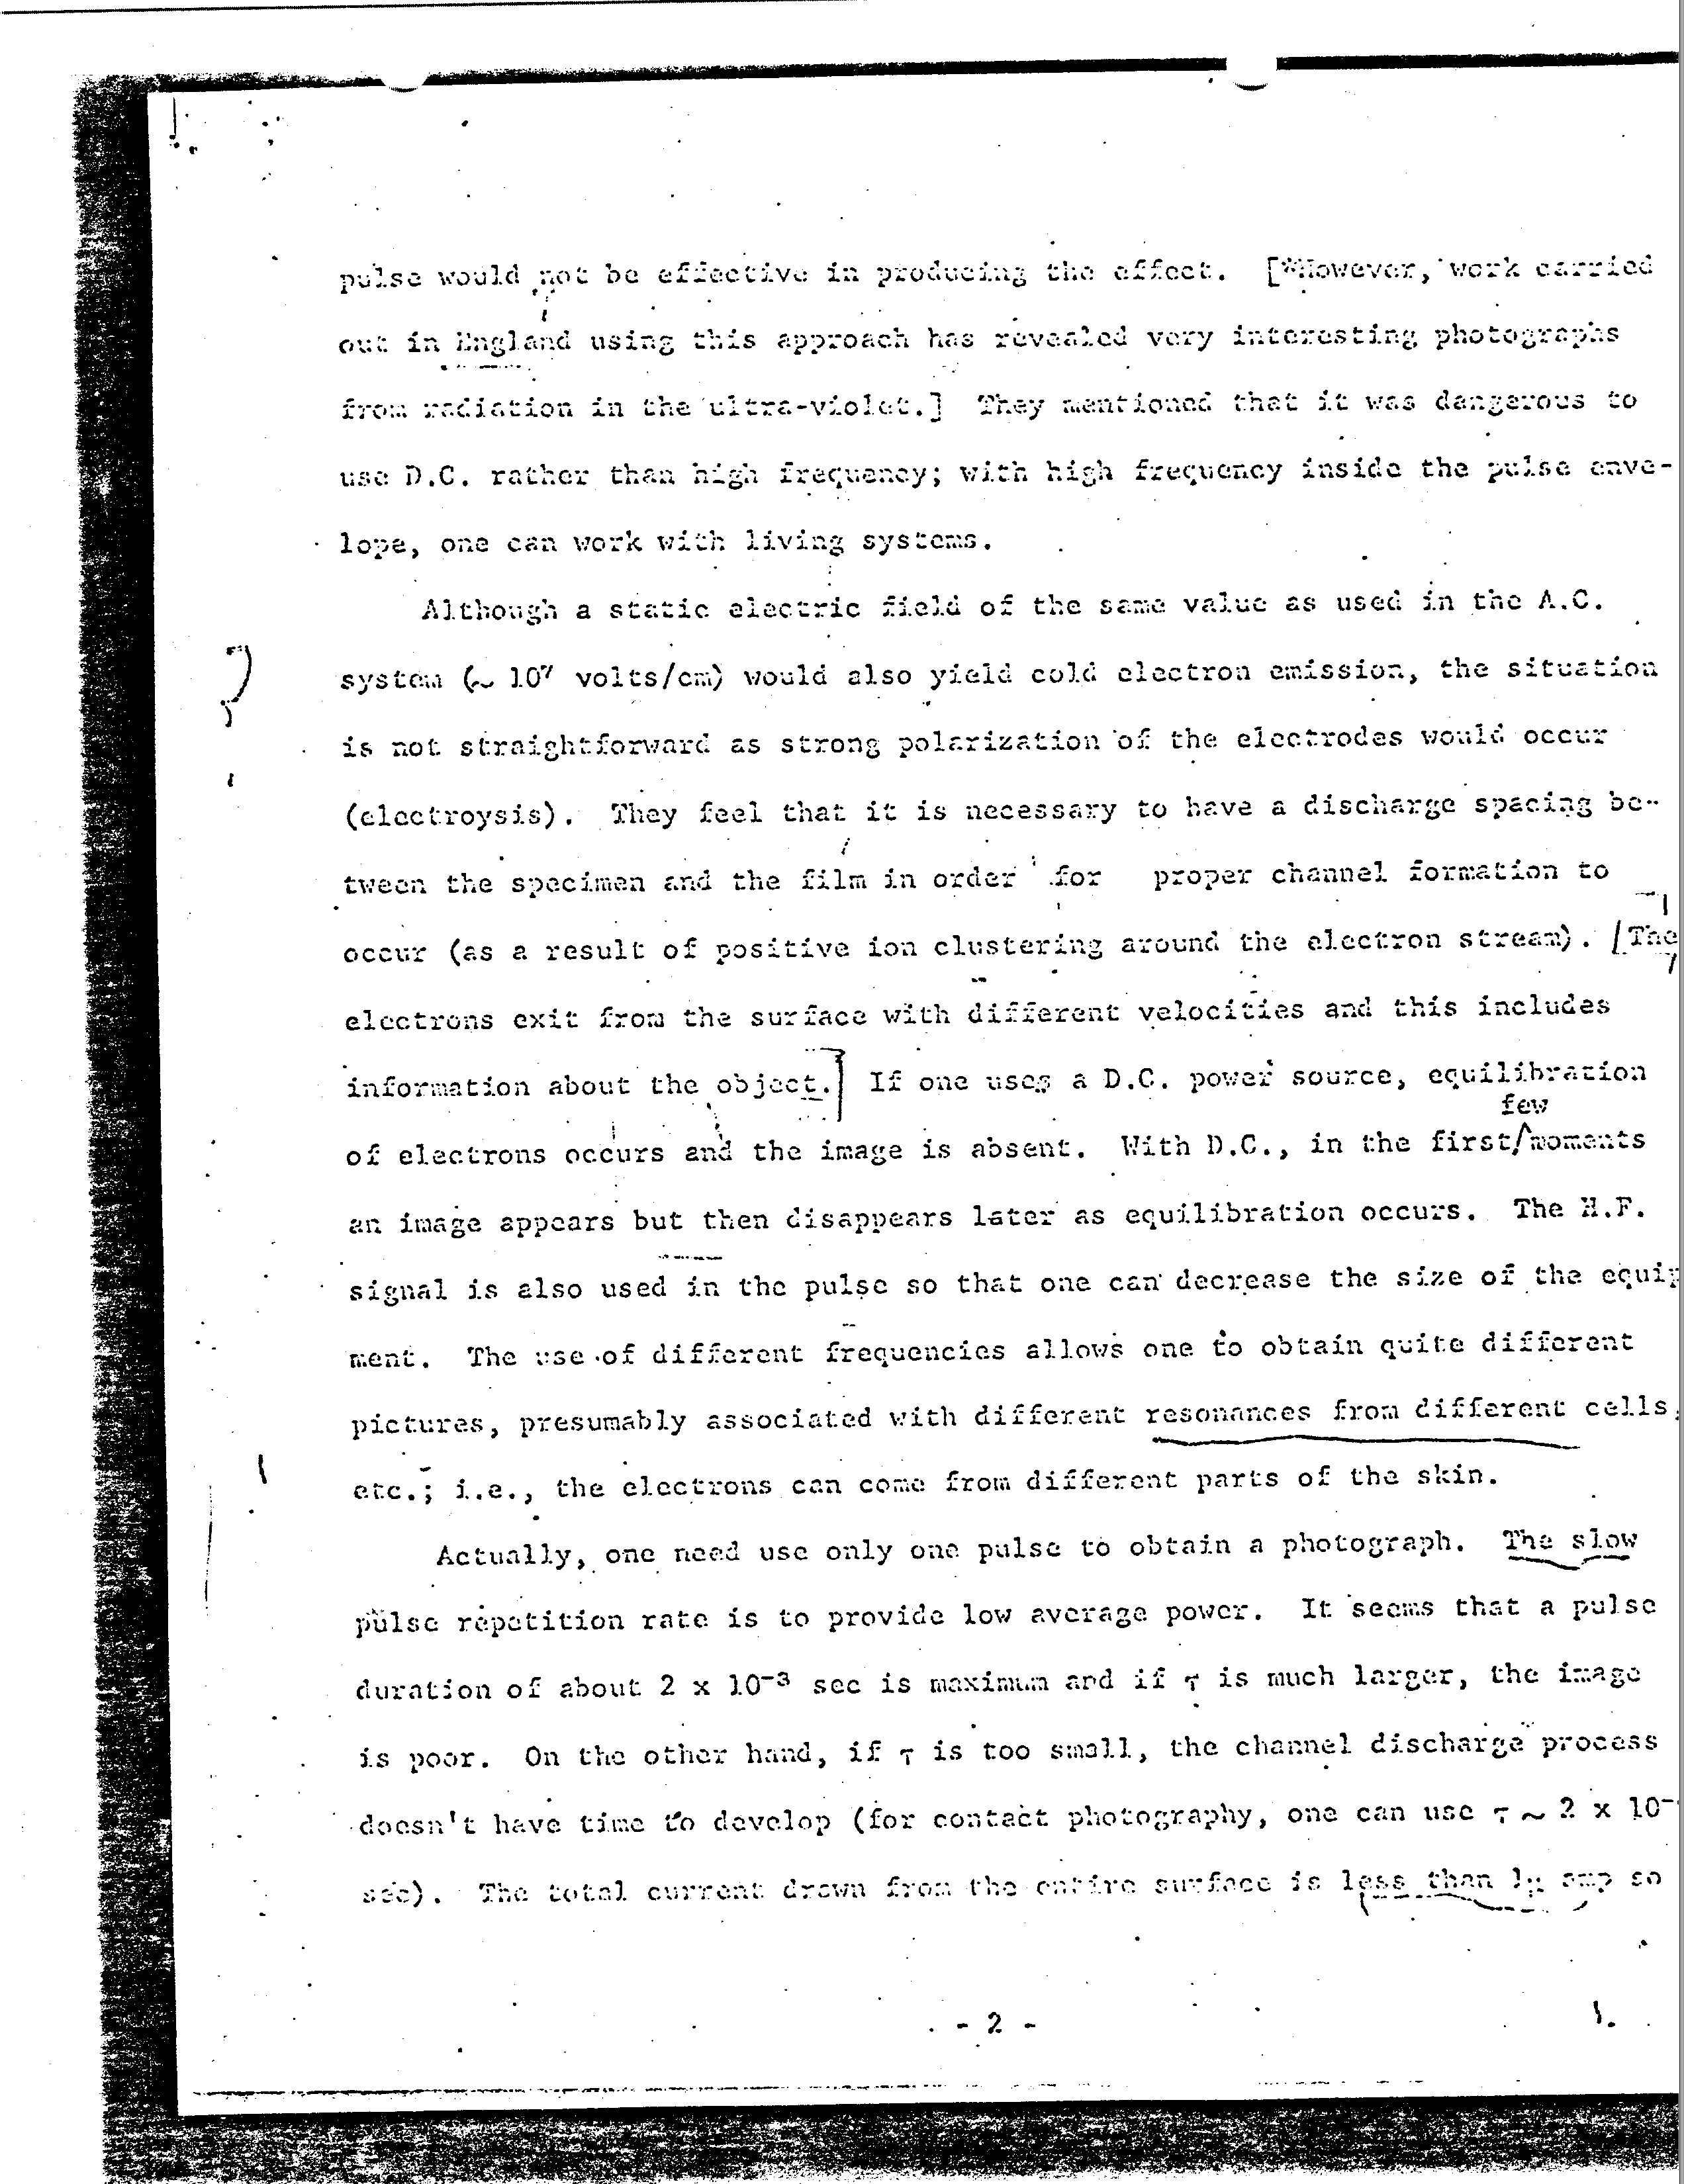 pulse would not be effective in producing the effect. [*However, work carried
out in England using this approach has revealed very interesting photographs
from radiation in the ultra-violet.] They mentioned that it was dangerous to
use D.C. rather than high frequency; with high frequency inside the pulse enve-
lope, one can work with living systems.
Although a static electric field of the same value as used in the A.C.
system (~ 10⁷ volts/cm) would also yield cold electron emission, the situation
is not straightforward as strong polarization of the electrodes would occur
(electroysis). They feel that it is necessary to have a discharge spacing be-
tween the specimen and the film in order for proper channel formation to
occur (as a result of positive ion clustering around the electron stream). [The
electrons exit from the surface with different velocities and this includes
information about the object.] If one uses a D.C. power source, equilibration
few
of electrons occurs and the image is absent. With D.C., in the first/moments
an image appears but then disappears later as equilibration occurs. The H.F.
signal is also used in the pulse so that one can decrease the size of the equip
ment. The use of different frequencies allows one to obtain quite different
pictures, presumably associated with different resonances from different cells,
etc.; i.e., the electrons can come from different parts of the skin.
Actually, one need use only one pulse to obtain a photograph. The slow
pulse repetition rate is to provide low average power. It seems that a pulse
duration of about 2 x 10⁻³ sec is maximum and if τ is much larger, the image
is poor. On the other hand, if τ is too small, the channel discharge process
doesn't have time to develop (for contact photography, one can use τ ~ 2 x 10⁻
sec). The total current drawn from the entire surface is less than 1μ amp so
- 2 -